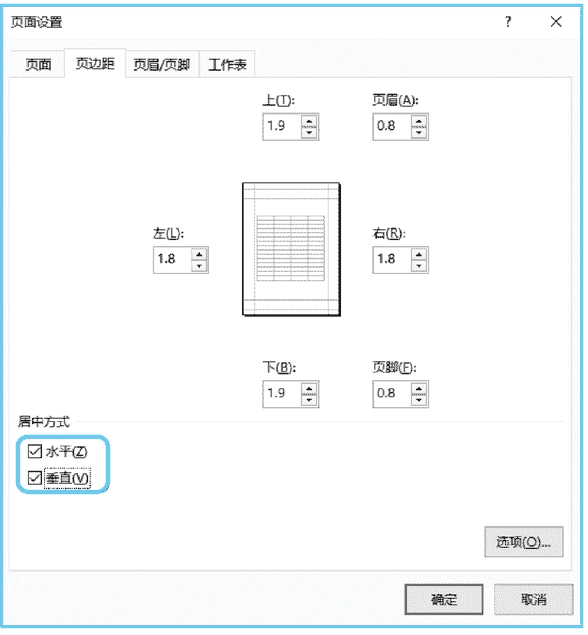 页面设置 ?
页面 页边距 页眉/页脚 工作表
上(T): 页眉(A):
1.9 0.8
左(L): 右(R):
1.8 1.8
下(B): 页脚(F):
1.9 0.8
居中方式
水平(Z)
垂直(V)
选项(O)...
确定 取消